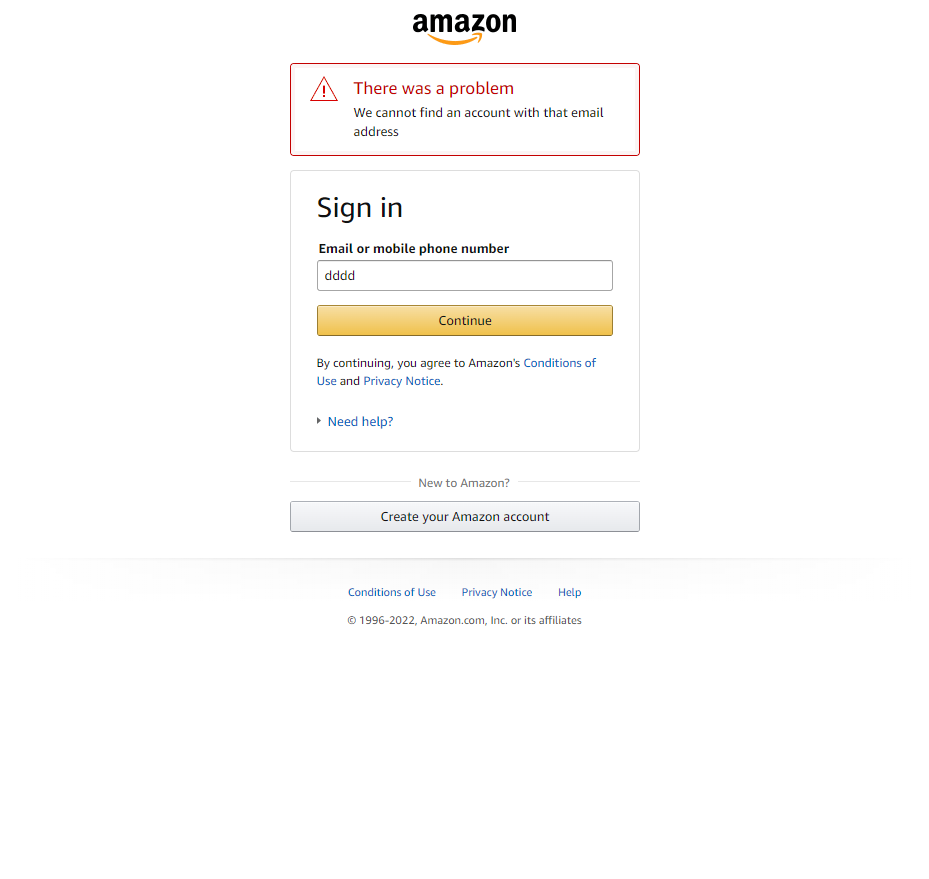 amazon
There was a problem
We cannot find an account with that email
address
Sign in
Email or mobile phone number
dddd
Continue
By continuing, you agree to Amazon's Conditions of
Use and Privacy Notice.
Need help?
New to Amazon?
Create your Amazon account
Conditions of Use Privacy Notice Help
© 1996-2022, Amazon.com, Inc. or its affiliates